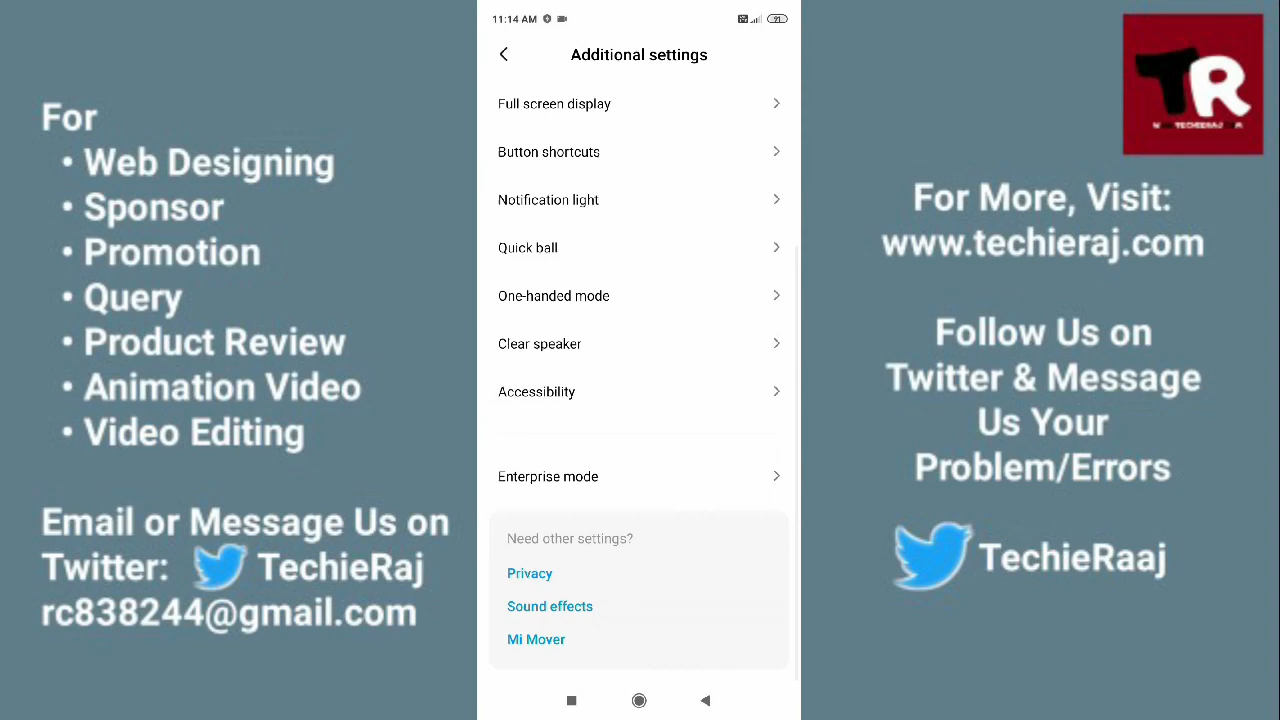 For
• Web Designing
• Sponsor
• Promotion
• Query
• Product Review
• Animation Video
• Video Editing
Email or Message Us on
Twitter: TechieRaj
rc838244@gmail.com
11:14 AM
91
Additional settings
Full screen display
Button shortcuts
Notification light
Quick ball
One-handed mode
Clear speaker
Accessibility
Enterprise mode
Need other settings?
Privacy
Sound effects
Mi Mover
TR
For More, Visit:
www.techieraj.com
Follow Us on
Twitter & Message
Us Your
Problem/Errors
TechieRaaj